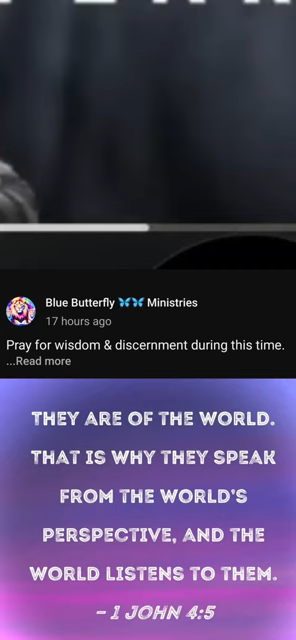 Blue Butterfly 🦋🦋 Ministries
17 hours ago
Pray for wisdom & discernment during this time.
...Read more
THEY ARE OF THE WORLD.
THAT IS WHY THEY SPEAK
FROM THE WORLD'S
PERSPECTIVE, AND THE
WORLD LISTENS TO THEM.
- 1 JOHN 4:5